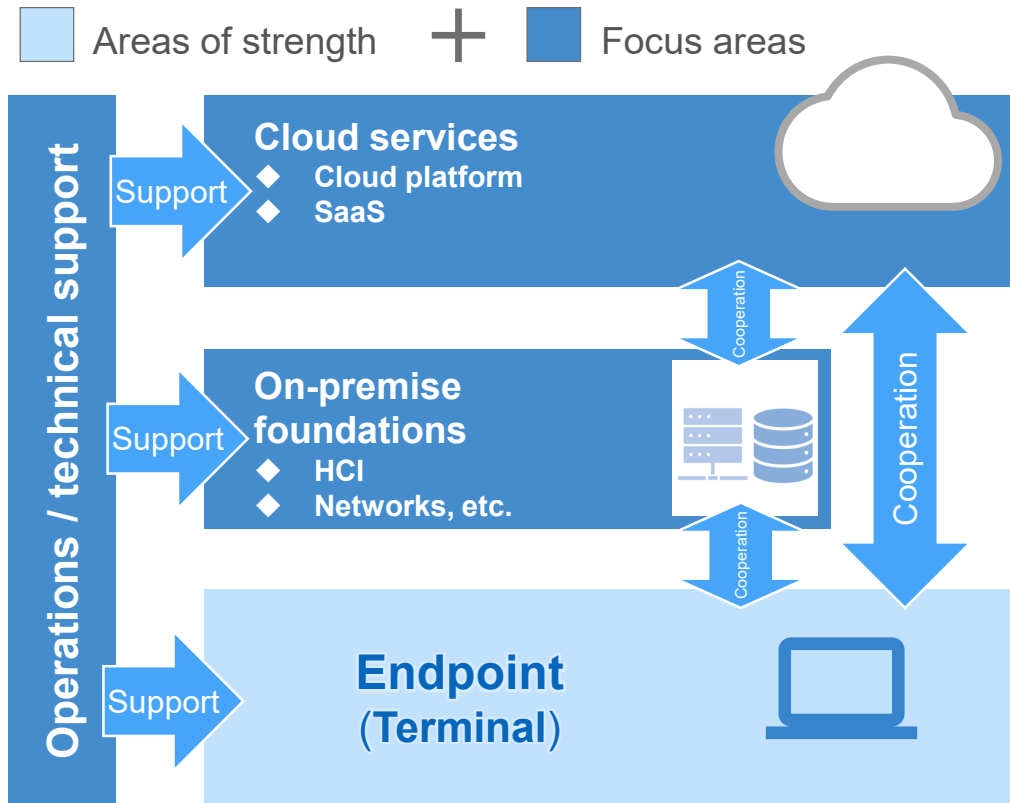 Areas of strength
Focus areas
Operations / technical support
Support
Cloud services
◆ Cloud platform
◆ SaaS
Cooperation
Cooperation
Support
On-premise
foundations
◆ HCI
◆ Networks, etc.
Cooperation
Support
Endpoint
(Terminal)